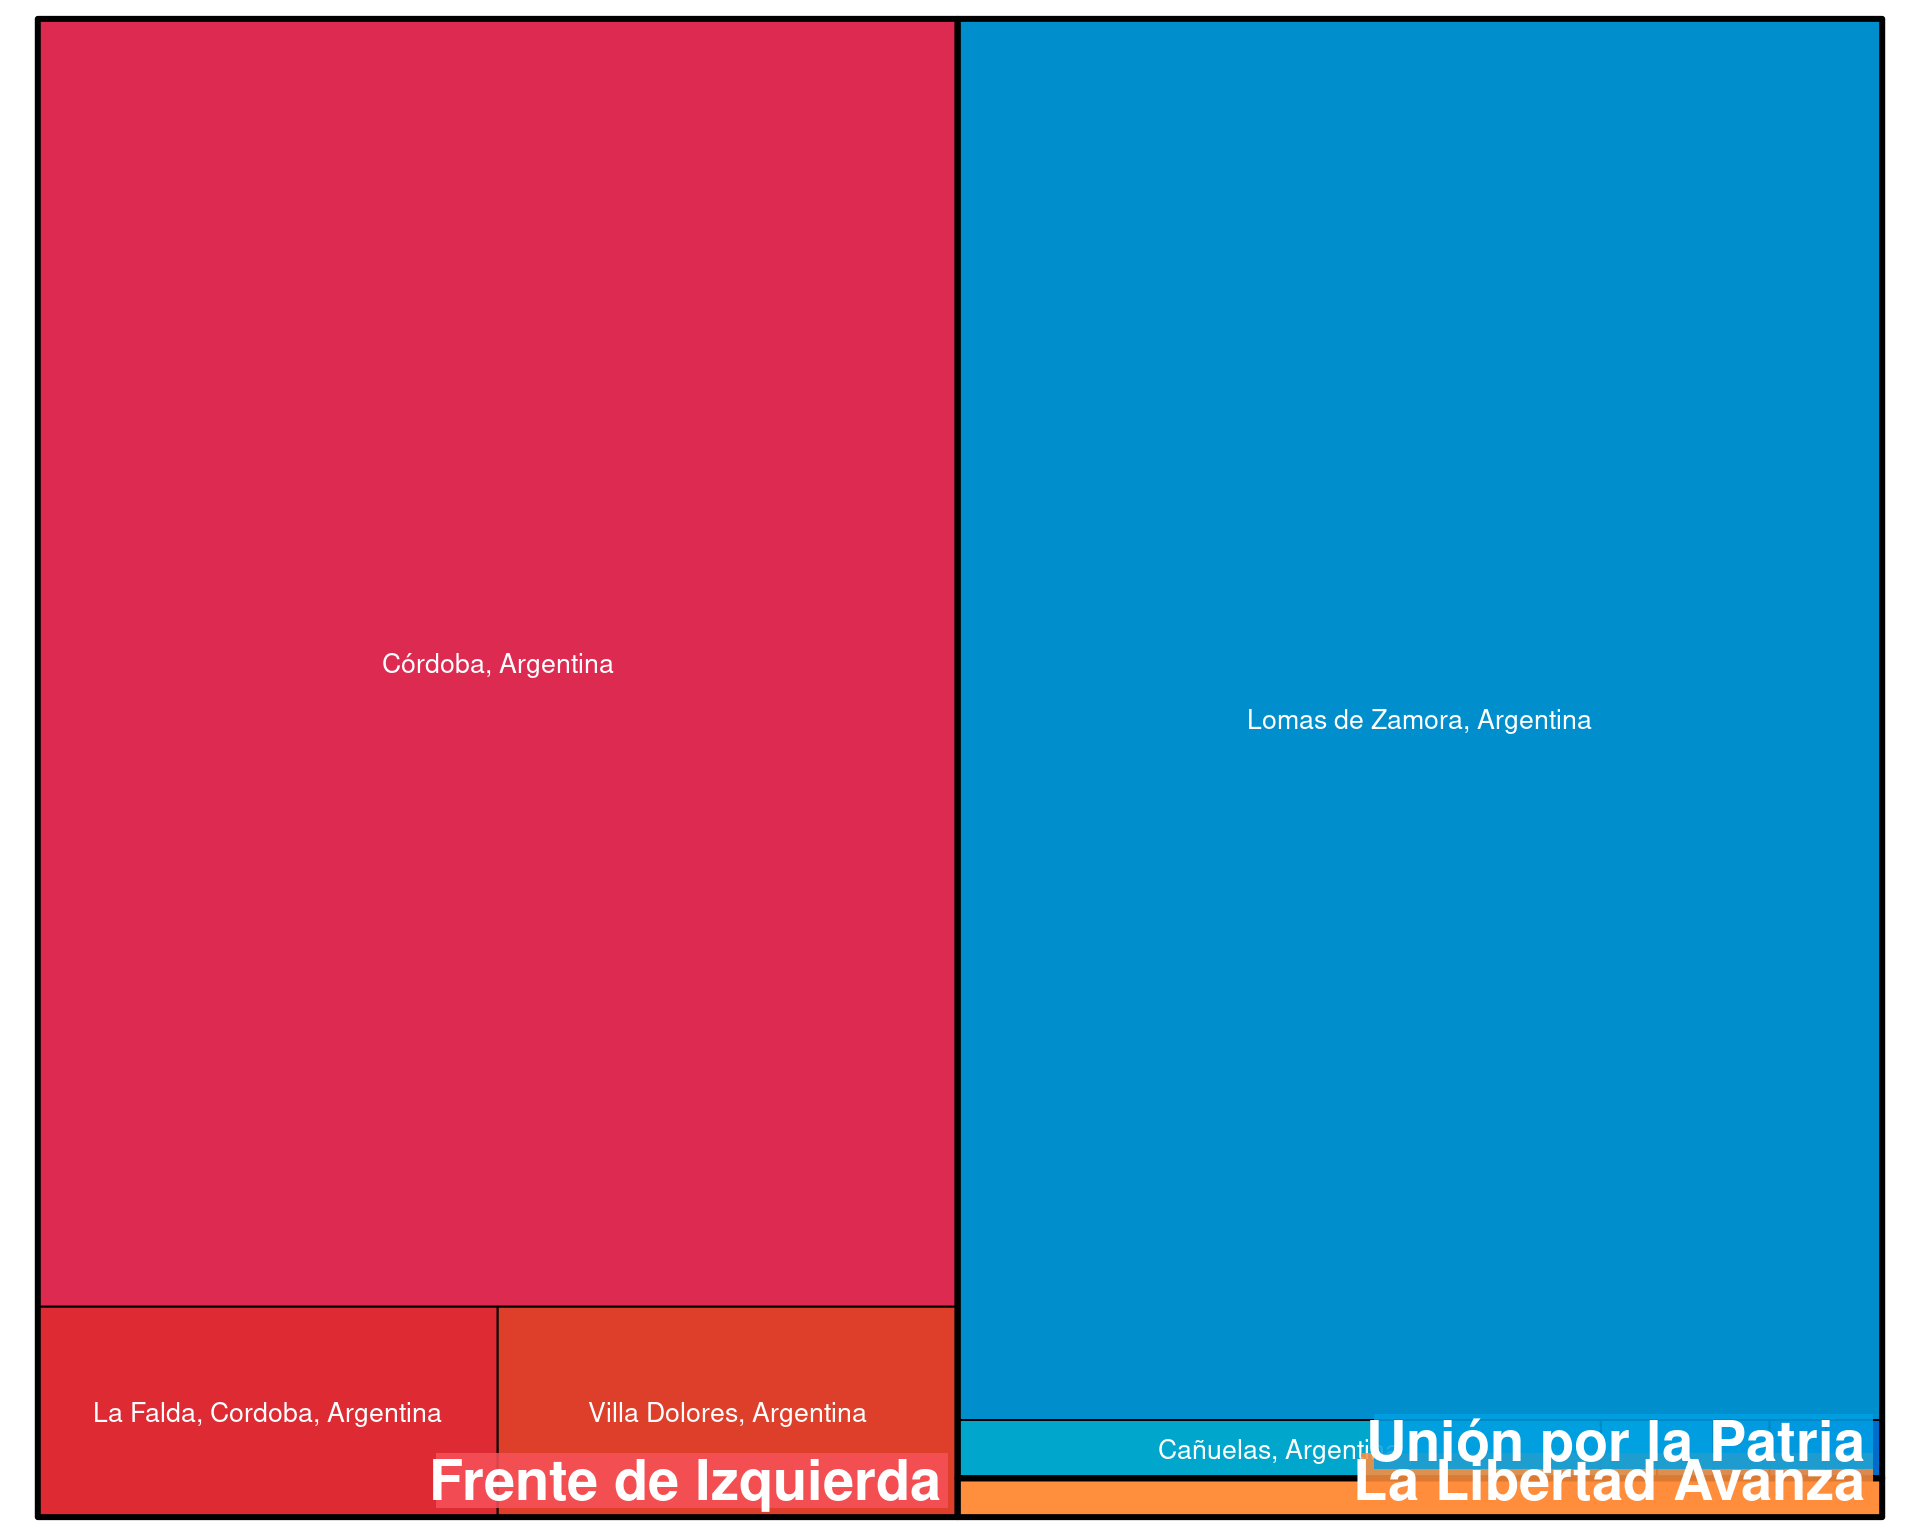 Córdoba, Argentina
Lomas de Zamora, Argentina
La Falda, Cordoba, Argentina
Villa Dolores, Argentina
Frente de Izquierda
Cañuelas, Argentina
Unión por la Patria
La Libertad Avanza